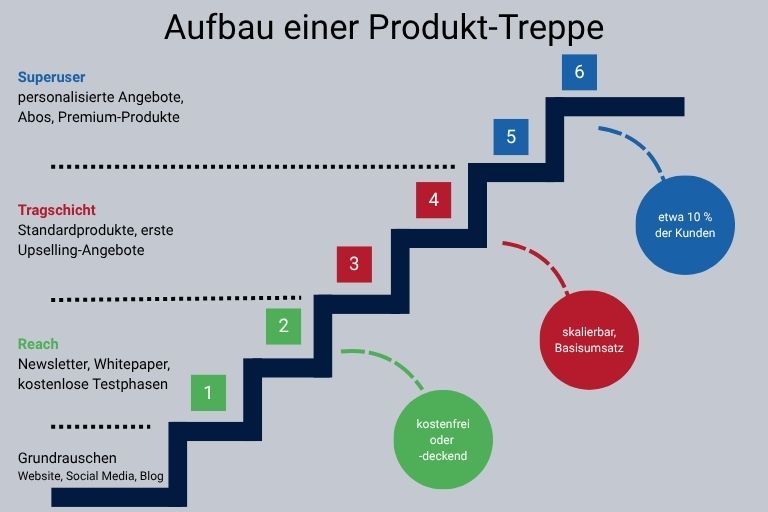 Aufbau einer Produkt-Treppe
6
Superuser
personalisierte Angebote,
Abos, Premium-Produkte
5
etwa 10 %
der Kunden
4
Tragschicht
Standardprodukte, erste
Upselling-Angebote
3
skalierbar,
Basisumsatz
2
Reach
Newsletter, Whitepaper,
kostenlose Testphasen
1
kostenfrei
oder
-deckend
Grundrauschen
Website, Social Media, Blog